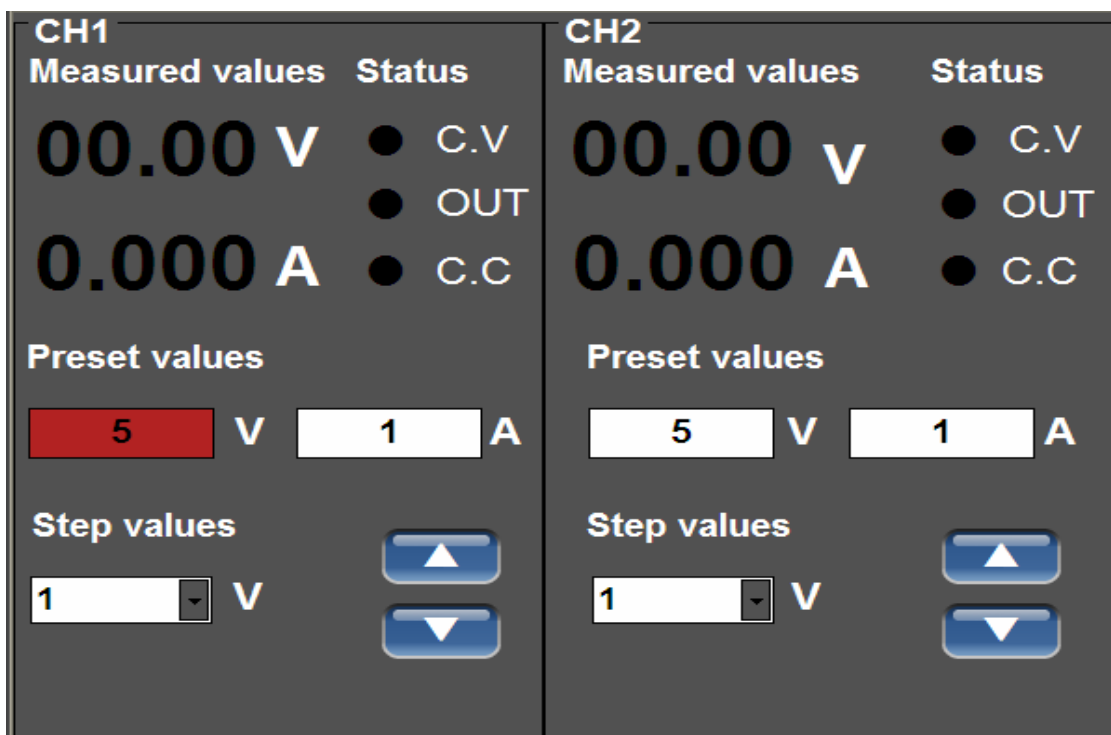 CH1
Measured values Status
00.00 V C.V
OUT
0.000 A C.C
Preset values
5 V 1 A
Step values
1 V
CH2
Measured values Status
00.00 V C.V
OUT
0.000 A C.C
Preset values
5 V 1 A
Step values
1 V